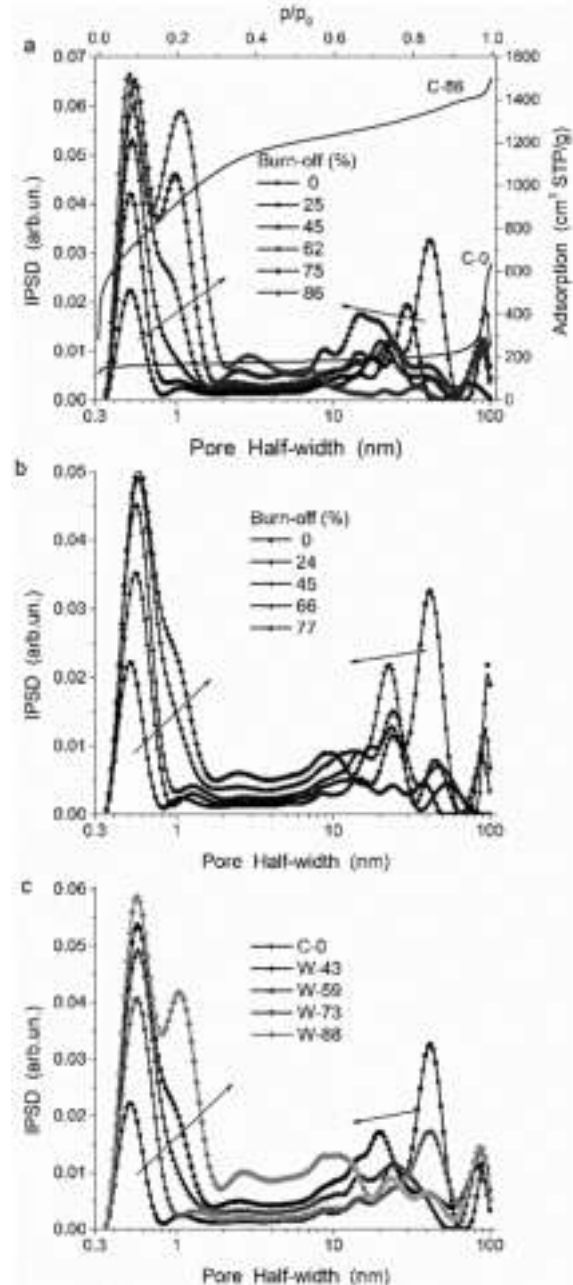 p/p₀
0.0 0.2 0.4 0.6 0.8 1.0
a
0.07
0.06
0.05
0.04
0.03
0.02
0.01
0.00
IPSD (arb.un.)
1600
1400
1200
1000
800
600
400
200
0
Adsorption (cm³ STP/g)
C-86
C-0
Burn-off (%)
0
25
45
62
75
86
0.3 1 10 100
Pore Half-width (nm)
b
0.05
0.04
0.03
0.02
0.01
0.00
IPSD (arb.un.)
Burn-off (%)
0
24
45
66
77
0.3 1 10 100
Pore Half-width (nm)
c
0.06
0.05
0.04
0.03
0.02
0.01
0.00
IPSD (arb.un.)
C-0
W-43
W-59
W-73
W-88
0.3 1 10 100
Pore Half-width (nm)